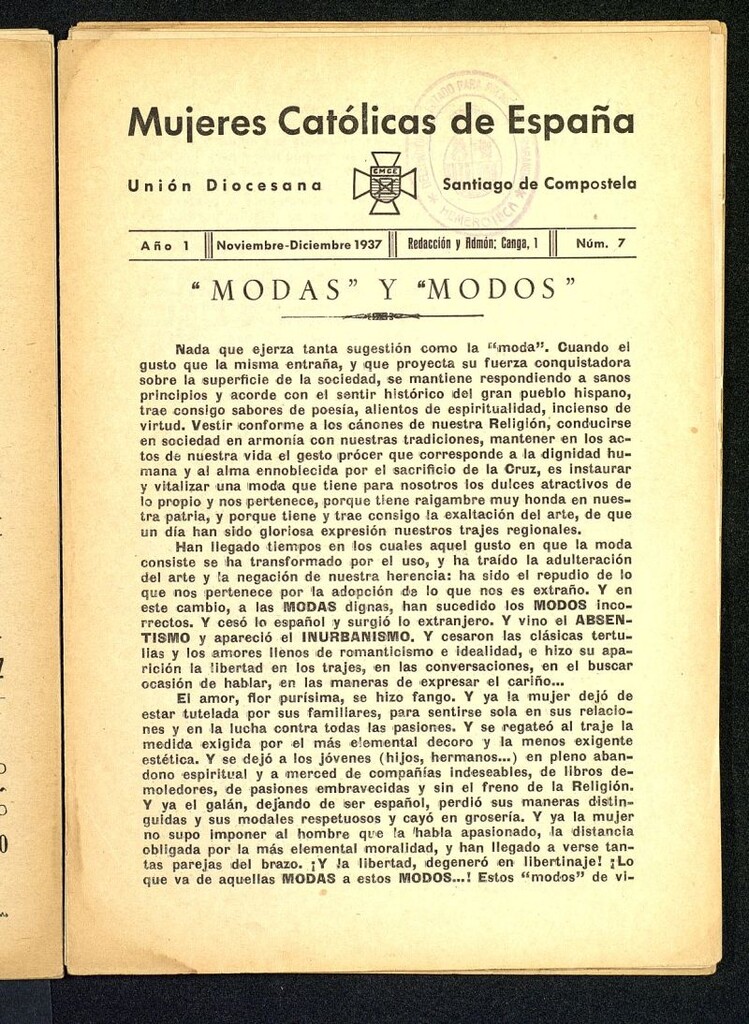 Mujeres Católicas de España
Unión Diocesana
CMCE
Santiago de Compostela
Año 1
Noviembre-Diciembre 1937
Redacción y Admón; Canga, 1
Núm. 7
“MODAS” Y “MODOS”
Nada que ejerza tanta sugestión como la “moda”. Cuando el
gusto que la misma entraña, y que proyecta su fuerza conquistadora
sobre la superficie de la sociedad, se mantiene respondiendo a sanos
principios y acorde con el sentir histórico del gran pueblo hispano,
trae consigo sabores de poesía, alientos de espiritualidad, incienso de
virtud. Vestir conforme a los cánones de nuestra Religión, conducirse
en sociedad en armonía con nuestras tradiciones, mantener en los ac-
tos de nuestra vida el gesto prócer que corresponde a la dignidad hu-
mana y al alma ennoblecida por el sacrificio de la Cruz, es instaurar
y vitalizar una moda que tiene para nosotros los dulces atractivos de
lo propio y nos pertenece, porque tiene raigambre muy honda en nues-
tra patria, y porque tiene y trae consigo la exaltación del arte, de que
un día han sido gloriosa expresión nuestros trajes regionales.
Han llegado tiempos en los cuales aquel gusto en que la moda
consiste se ha transformado por el uso, y ha traído la adulteración
del arte y la negación de nuestra herencia: ha sido el repudio de lo
que nos pertenece por la adopción de lo que nos es extraño. Y en
este cambio, a las MODAS dignas, han sucedido los MODOS inco-
rrectos. Y cesó lo español y surgió lo extranjero. Y vino el ABSEN-
TISMO y apareció el INURBANISMO. Y cesaron las clásicas tertu-
lias y los amores llenos de romanticismo e idealidad, e hizo su apa-
rición la libertad en los trajes, en las conversaciones, en el buscar
ocasión de hablar, en las maneras de expresar el cariño...
El amor, flor purísima, se hizo fango. Y ya la mujer dejó de
estar tutelada por sus familiares, para sentirse sola en sus relacio-
nes y en la lucha contra todas las pasiones. Y se regateó al traje la
medida exigida por el más elemental decoro y la menos exigente
estética. Y se dejó a los jóvenes (hijos, hermanos...) en pleno aban-
dono espiritual y a merced de compañías indeseables, de libros de-
moledores, de pasiones embravecidas y sin el freno de la Religión.
Y ya el galán, dejando de ser español, perdió sus maneras distin-
guidas y sus modales respetuosos y cayó en grosería. Y ya la mujer
no supo imponer al hombre que la habla apasionado, la distancia
obligada por la más elemental moralidad, y han llegado a verse tan-
tas parejas del brazo. ¡Y la libertad, degeneró en libertinaje! ¡Lo
que va de aquellas MODAS a estos MODOS...! Estos “modos” de vi-